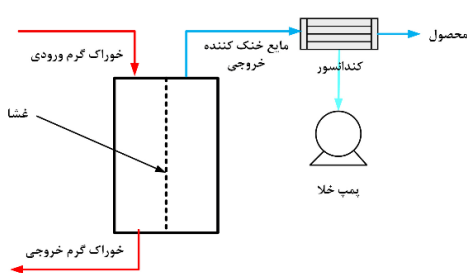 خوراک گرم ورودی
مایع خنک کننده
خروجی
کندانسور
محصول
غشا
پمپ خلا
خوراک گرم خروجی